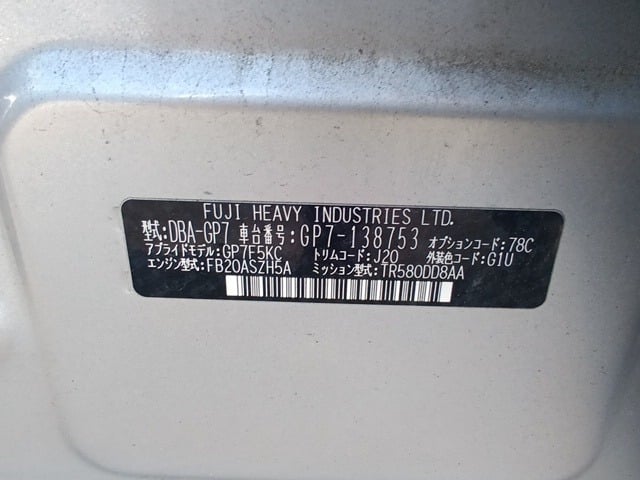 FUJI HEAVY INDUSTRIES LTD.
型式:DBA-GP7 車台番号:GP7-138753 オプションコード:78C
アプライドモデル:GP7F5KC トリムコード:J20 外装色コード:G1U
エンジン型式:FB20ASZH5A ミッション型式:TR580DD8AA